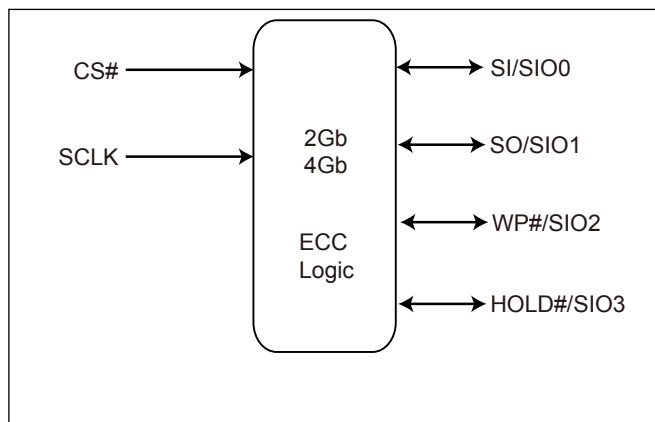 CS#
SCLK
2Gb
4Gb
ECC
Logic
SI/SIO0
SO/SIO1
WP#/SIO2
HOLD#/SIO3